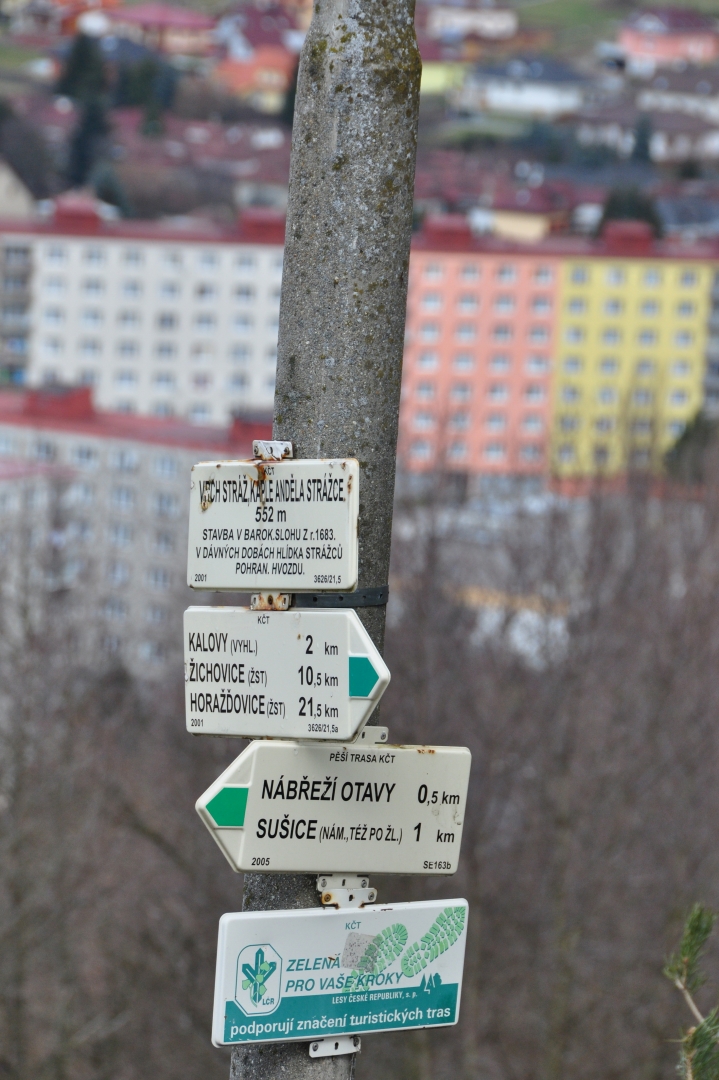 KČT
VRCH STRÁŽ, KAPLE ANDĚLA STRÁŽCE,
552 m
STAVBA V BAROK.SLOHU Z r.1683.
V DÁVNÝCH DOBÁCH HLÍDKA STRÁŽCŮ
POHRAN. HVOZDU.
2001 3626/21,5
KČT
KALOVY (VYHL.) 2 km
ŽICHOVICE (ŽST) 10,5 km
HORAŽĎOVICE (ŽST) 21,5 km
2001 3626/21,5a
PĚŠÍ TRASA KČT
NÁBŘEŽÍ OTAVY 0,5 km
SUŠICE (NÁM.,TÉŽ PO ŽL.) 1 km
2005 SE163b
KČT
ZELENÁ
PRO VAŠE KROKY
LČR
LESY ČESKÉ REPUBLIKY, s. p.
podporují značení turistických tras